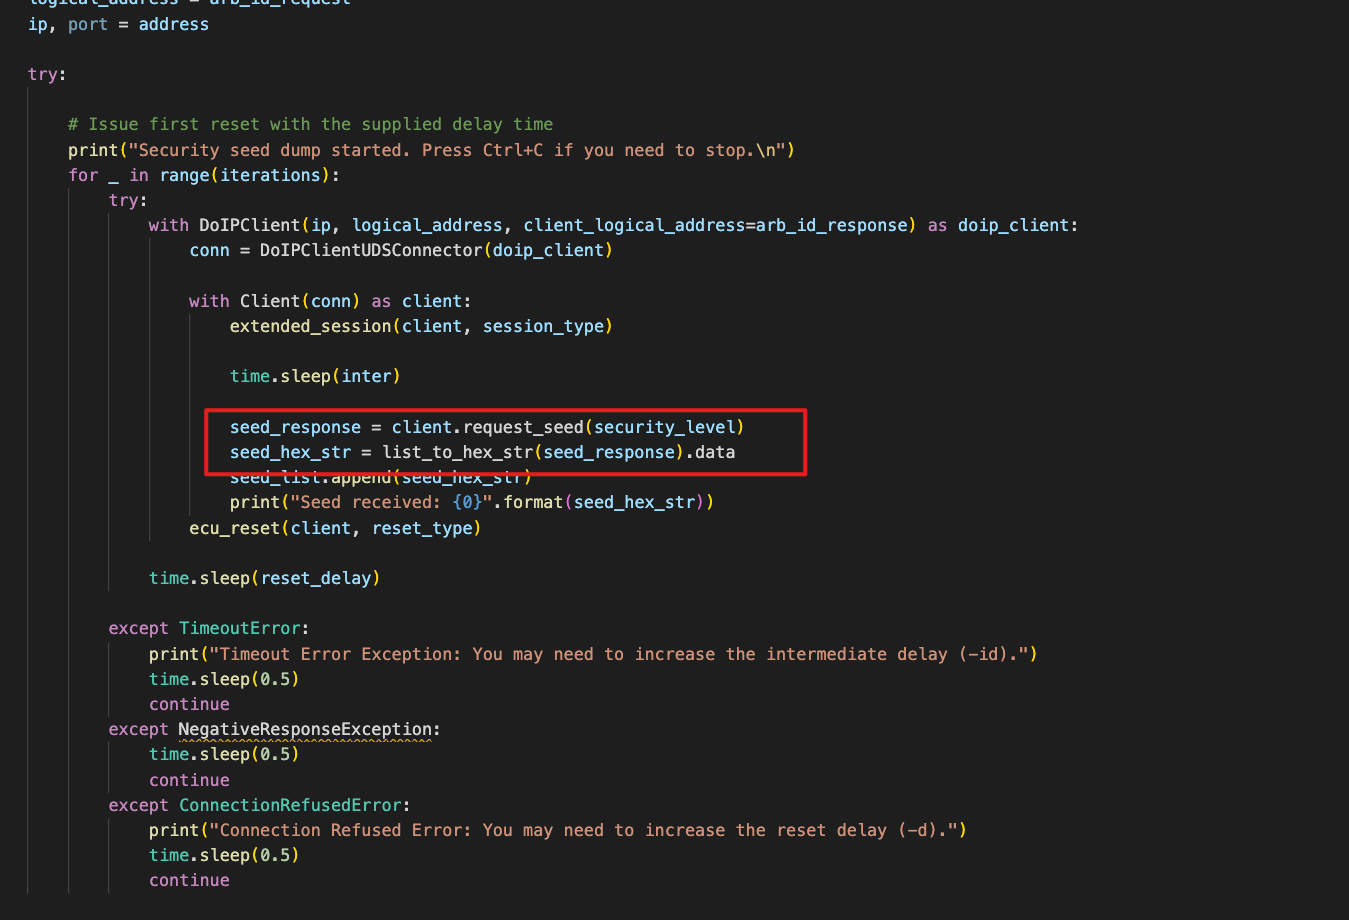 logical_address = arb_id_request
ip, port = address
try:
# Issue first reset with the supplied delay time
print("Security seed dump started. Press Ctrl+C if you need to stop.\n")
for _ in range(iterations):
try:
with DoIPClient(ip, logical_address, client_logical_address=arb_id_response) as doip_client:
conn = DoIPClientUDSConnector(doip_client)
with Client(conn) as client:
extended_session(client, session_type)
time.sleep(inter)
seed_response = client.request_seed(security_level)
seed_hex_str = list_to_hex_str(seed_response).data
seed_list.append(seed_hex_str)
print("Seed received: {0}".format(seed_hex_str))
ecu_reset(client, reset_type)
time.sleep(reset_delay)
except TimeoutError:
print("Timeout Error Exception: You may need to increase the intermediate delay (-id).")
time.sleep(0.5)
continue
except NegativeResponseException:
time.sleep(0.5)
continue
except ConnectionRefusedError:
print("Connection Refused Error: You may need to increase the reset delay (-d).")
time.sleep(0.5)
continue